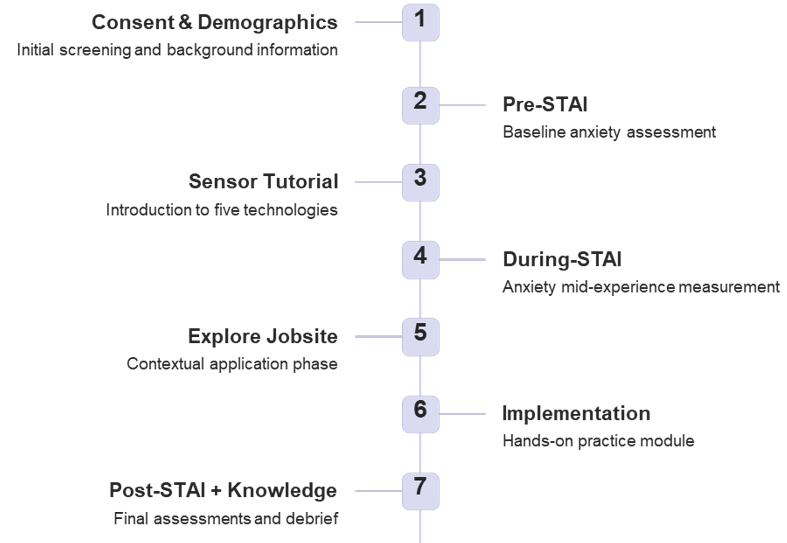 1
Consent & Demographics
Initial screening and background information
2
Pre-STAI
Baseline anxiety assessment
3
Sensor Tutorial
Introduction to five technologies
4
During-STAI
Anxiety mid-experience measurement
5
Explore Jobsite
Contextual application phase
6
Implementation
Hands-on practice module
7
Post-STAI + Knowledge
Final assessments and debrief